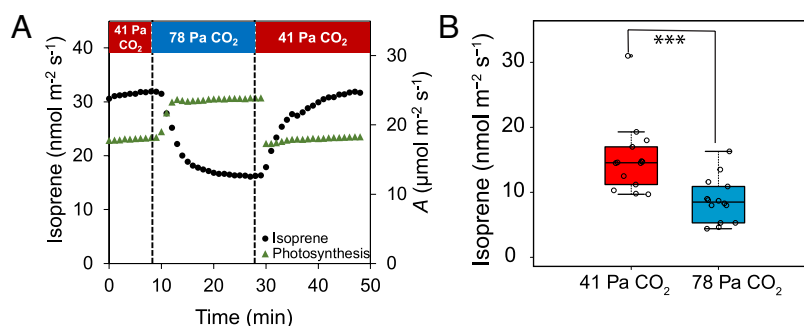 A
41 Pa
CO₂
78 Pa CO₂
41 Pa CO₂
45
40
30
20
10
0
Isoprene (nmol m⁻² s⁻¹)
30
20
10
0
A (μmol m⁻² s⁻¹)
Isoprene
Photosynthesis
0 10 20 30 40 50
Time (min)
B
***
30
20
10
0
Isoprene (nmol m⁻² s⁻¹)
41 Pa CO₂ 78 Pa CO₂